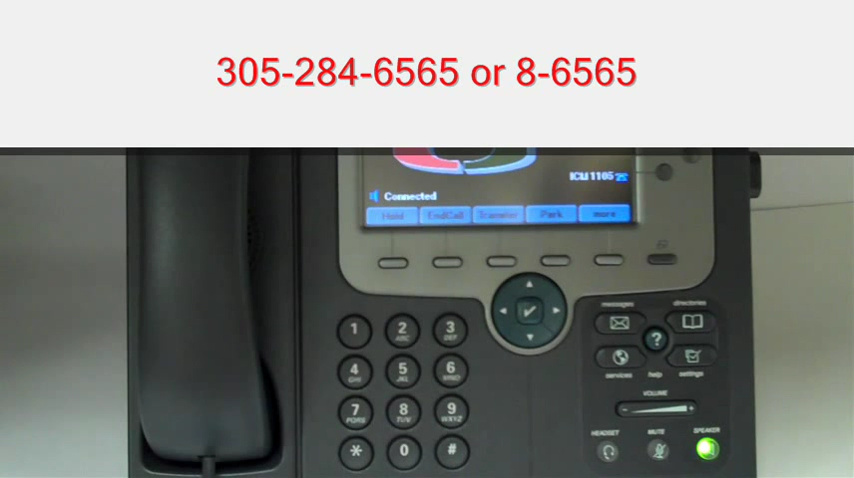 305-284-6565 or 8-6565
ICM 1105
Connected
Hold EndCall Transfer Park more
messages directories
1 2 ABC 3 DEF
?
4 GHI 5 JKL 6 MNO
services help settings
VOLUME
- +
7 PQRS 8 TUV 9 WXYZ
HEADSET MUTE SPEAKER
* 0 #